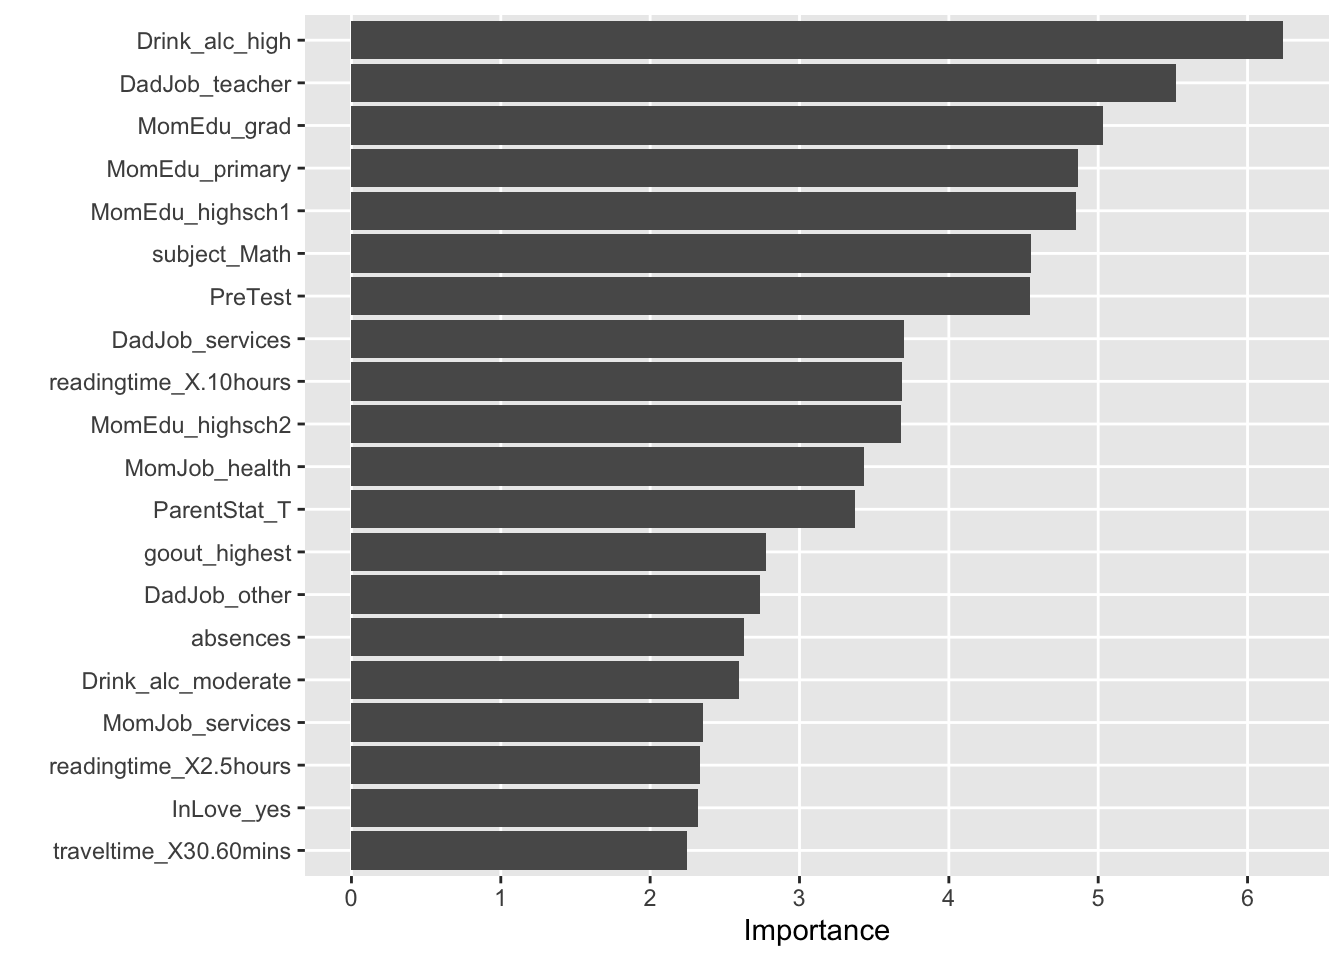 Drink_alc_high
DadJob_teacher
MomEdu_grad
MomEdu_primary
MomEdu_highsch1
subject_Math
PreTest
DadJob_services
readingtime_X.10hours
MomEdu_highsch2
MomJob_health
ParentStat_T
goout_highest
DadJob_other
absences
Drink_alc_moderate
MomJob_services
readingtime_X2.5hours
InLove_yes
traveltime_X30.60mins
0 1 2 3 4 5 6
Importance